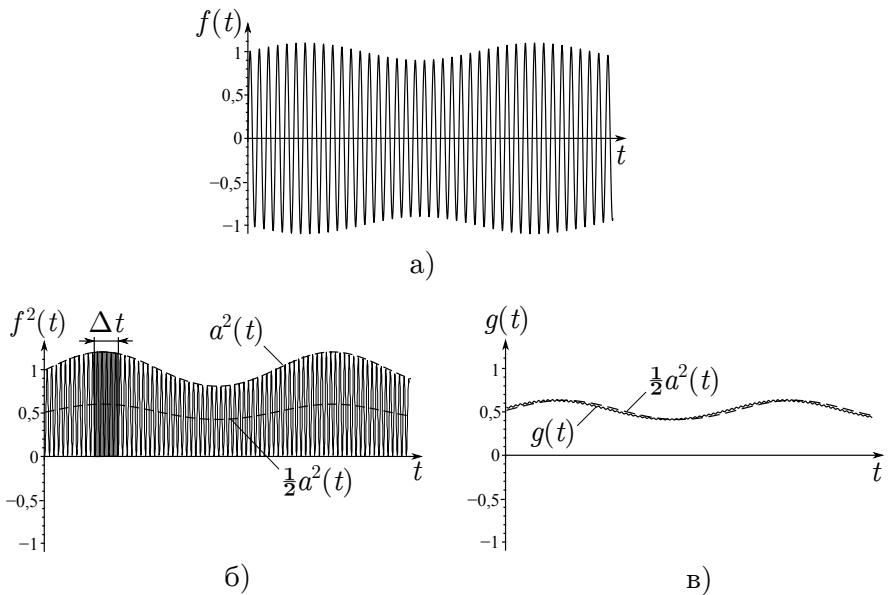 f(t)
1
0,5
0
−0,5
−1
t
а)
f²(t)
Δt
a²(t)
1
0,5
0
−0,5
−1
½a²(t)
t
б)
g(t)
1
0,5
0
−0,5
−1
½a²(t)
g(t)
t
в)